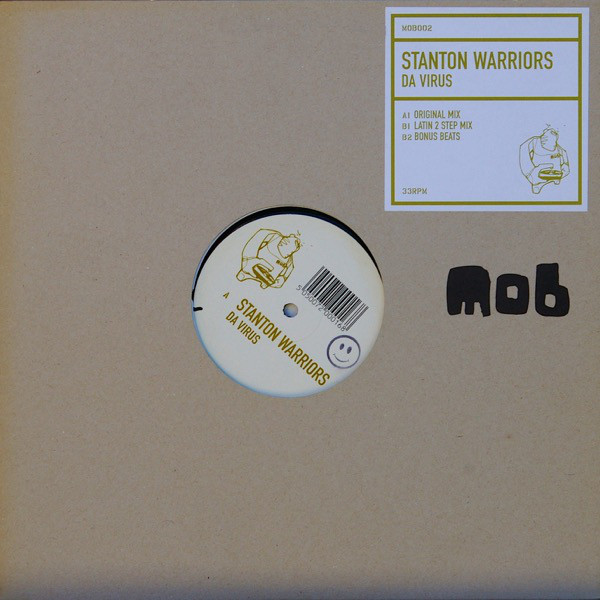 MOB002
STANTON WARRIORS
DA VIRUS
A1 ORIGINAL MIX
B1 LATIN 2 STEP MIX
B2 BONUS BEATS
33RPM
mob
A
STANTON WARRIORS
DA VIRUS
5050072000168